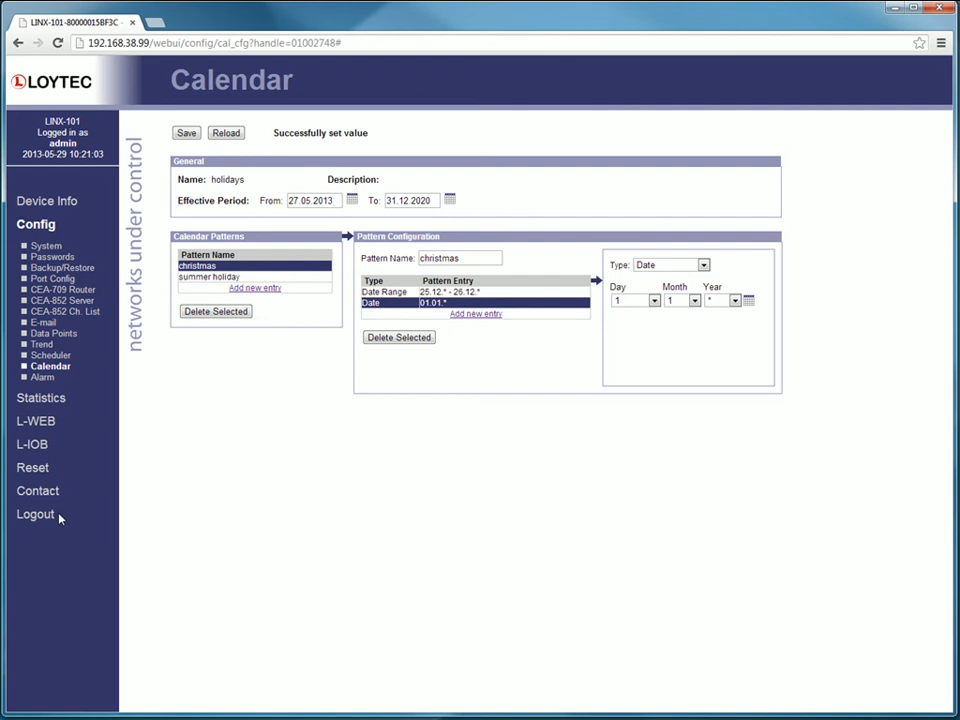 LINX-101-80000015BF3C -
192.168.38.99/webui/config/cal_cfg?handle=01002748#
LOYTEC
Calendar
LINX-101
Logged in as
admin
2013-05-29 10:21:03
Device Info
Config
System
Passwords
Backup/Restore
Port Config
CEA-709 Router
CEA-852 Server
CEA-852 Ch. List
E-mail
Data Points
Trend
Scheduler
Calendar
Alarm
Statistics
L-WEB
L-IOB
Reset
Contact
Logout
networks under control
Save Reload Successfully set value
General
Name: holidays Description:
Effective Period: From: 27.05.2013 To: 31.12.2020
Calendar Patterns
Pattern Name
christmas
summer holiday
Add new entry
Delete Selected
Pattern Configuration
Pattern Name: christmas
Type Pattern Entry
Date Range 25.12.* - 26.12.*
Date 01.01.*
Add new entry
Delete Selected
Type: Date
Day Month Year
1 1 *